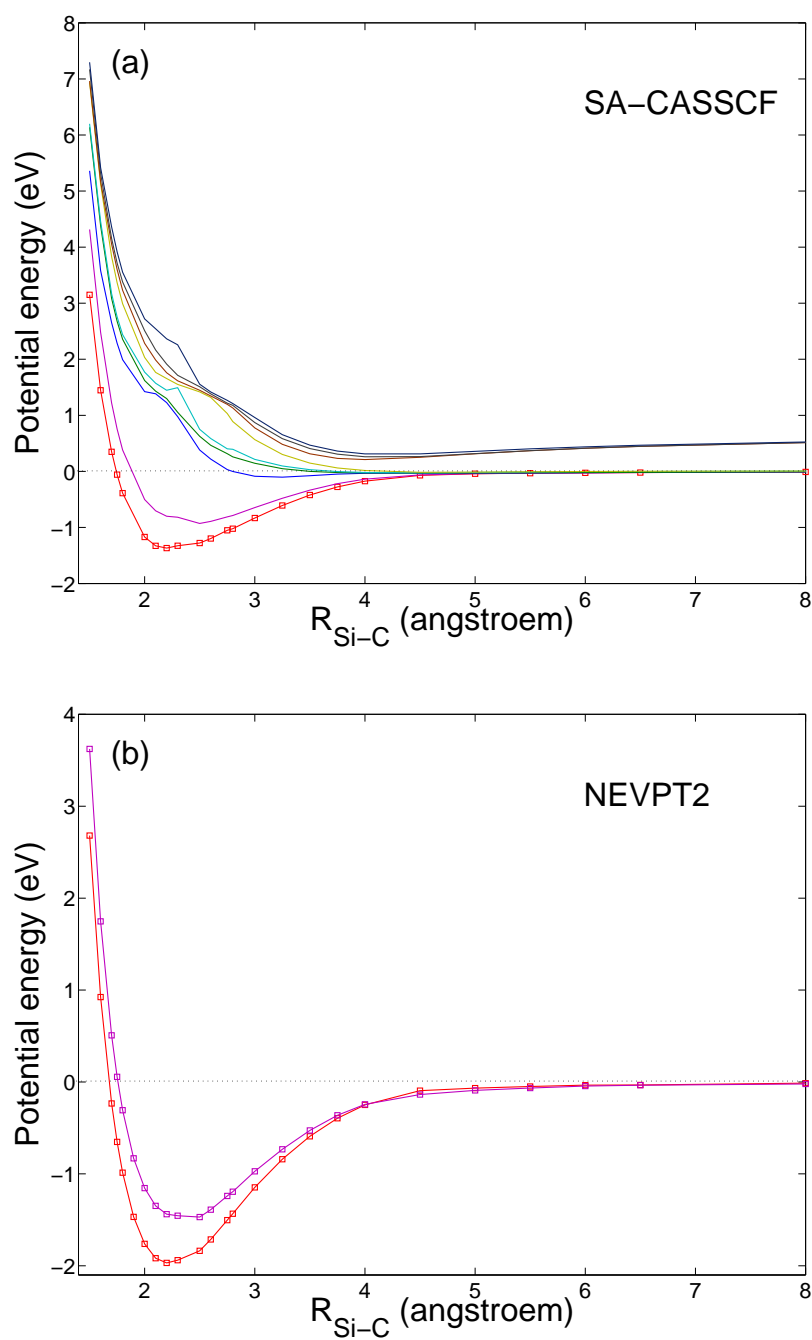 (a)
SA−CASSCF
Potential energy (eV)
8
7
6
5
4
3
2
1
0
−1
−2
2 3 4 5 6 7 8
R_Si−C (angstroem)
(b)
NEVPT2
Potential energy (eV)
4
3
2
1
0
−1
−2
2 3 4 5 6 7 8
R_Si−C (angstroem)